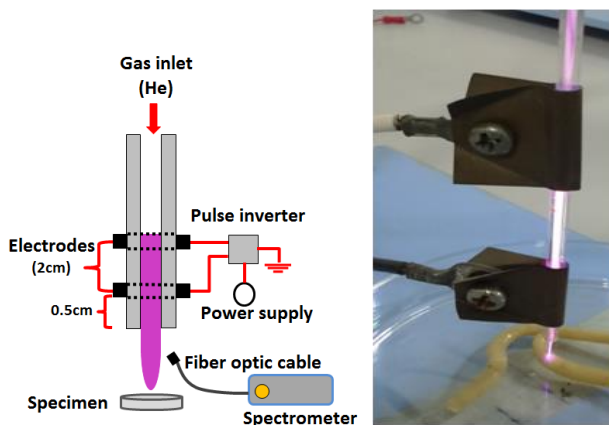 Gas inlet
(He)
Pulse inverter
Electrodes
(2cm)
0.5cm
Power supply
Fiber optic cable
Specimen
Spectrometer